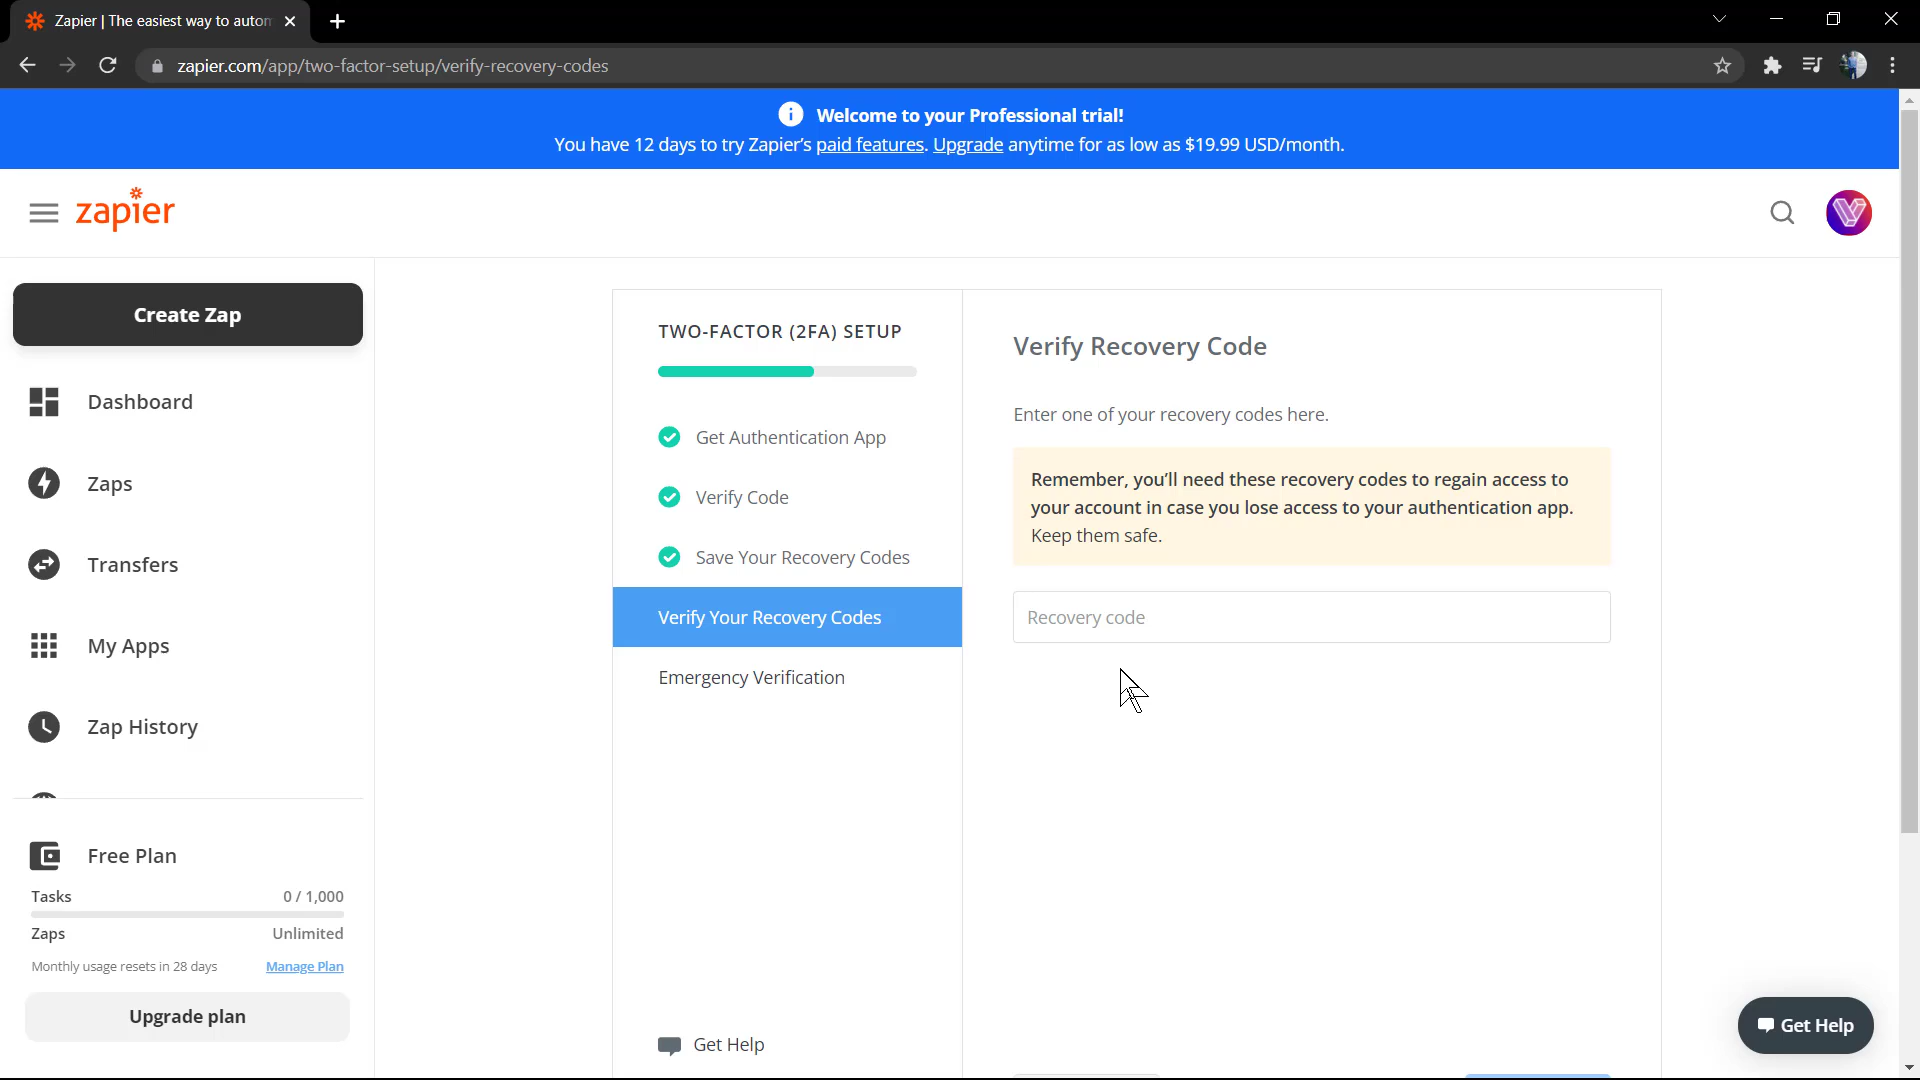 Zapier | The easiest way to autom
zapier.com/app/two-factor-setup/verify-recovery-codes
Welcome to your Professional trial!
You have 12 days to try Zapier's paid features. Upgrade anytime for as low as $19.99 USD/month.
zapier
Create Zap
Dashboard
Zaps
Transfers
My Apps
Zap History
Free Plan
Tasks 0 / 1,000
Zaps Unlimited
Monthly usage resets in 28 days Manage Plan
Upgrade plan
TWO-FACTOR (2FA) SETUP
Get Authentication App
Verify Code
Save Your Recovery Codes
Verify Your Recovery Codes
Emergency Verification
Get Help
Verify Recovery Code
Enter one of your recovery codes here.
Remember, you'll need these recovery codes to regain access to
your account in case you lose access to your authentication app.
Keep them safe.
Recovery code
Get Help